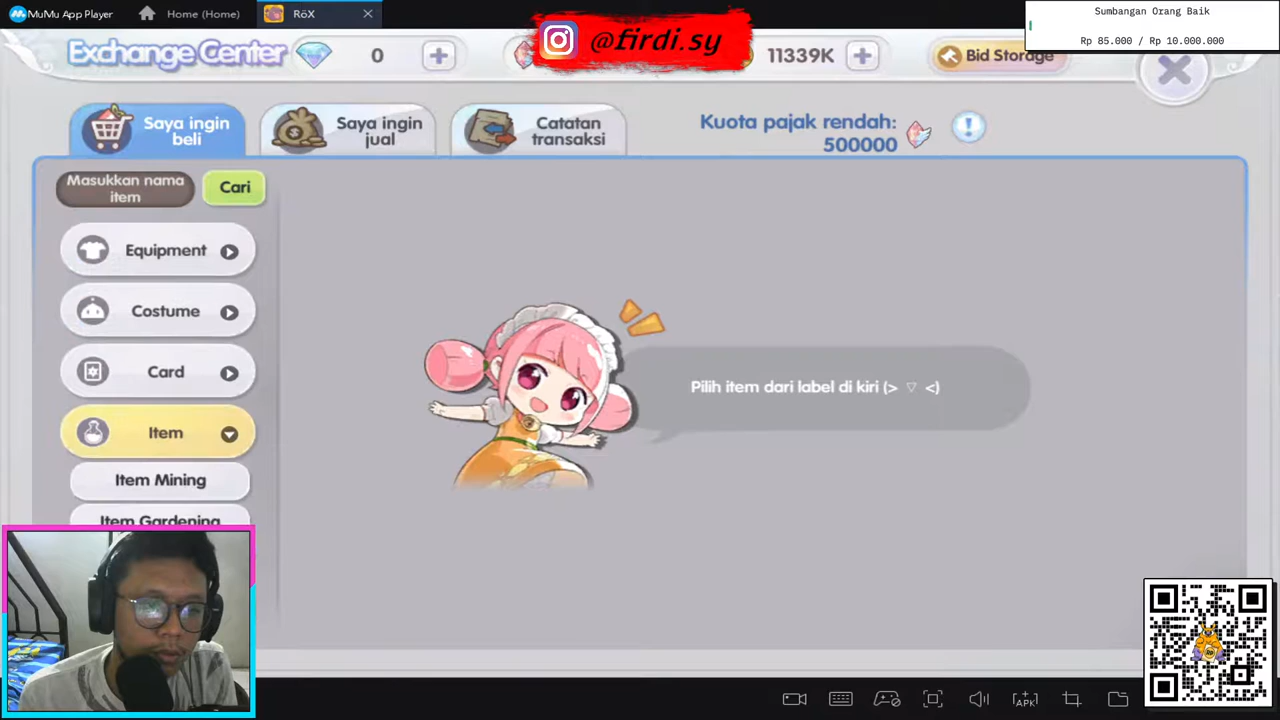 MuMu App Player
Home (Home)
RöX
Sumbangan Orang Baik
Rp 85.000 / Rp 10.000.000
Exchange Center
0
@firdi.sy
11339K
Bid Storage
Saya ingin
beli
Saya ingin
jual
Catatan
transaksi
Kuota pajak rendah:
500000
Masukkan nama
item
Cari
Equipment
Costume
Card
Item
Item Mining
Item Gardening
Pilih item dari label di kiri (> ▽ <)
APK